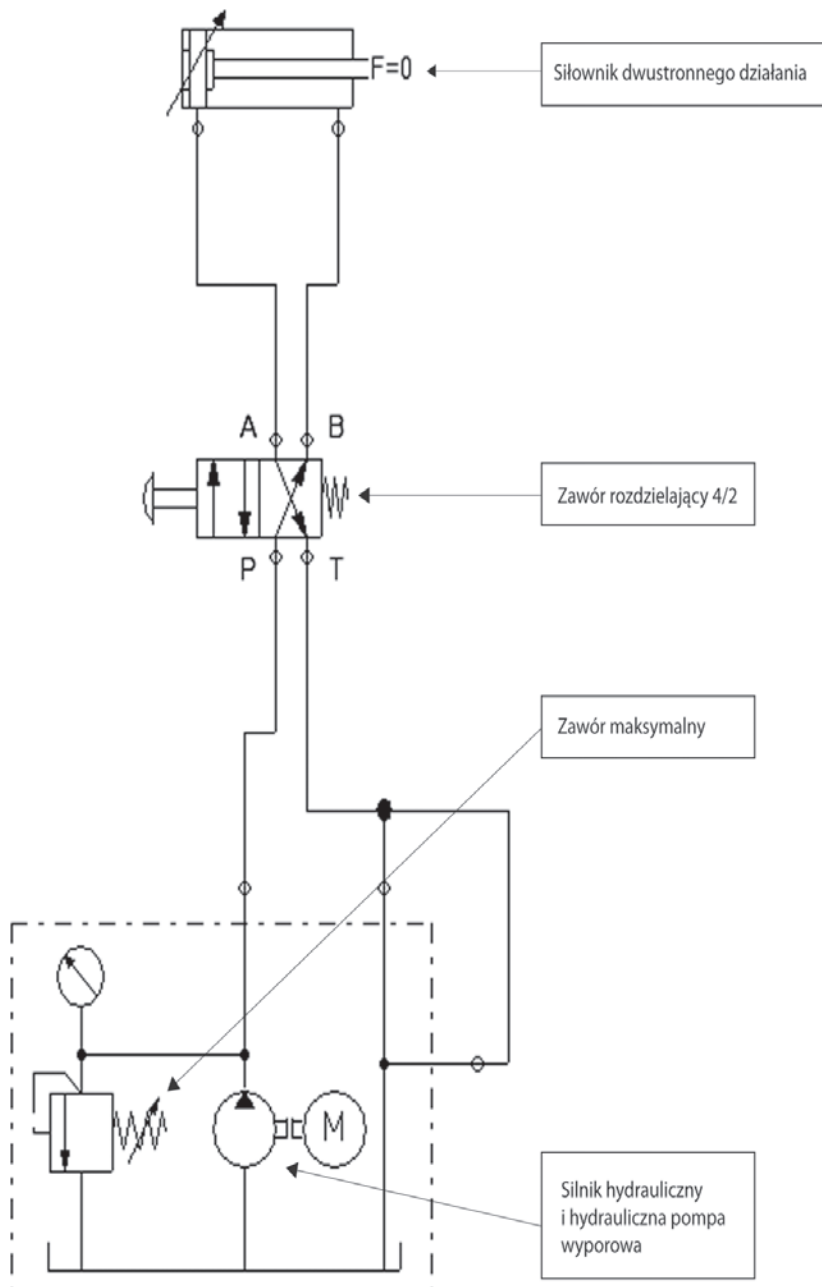 F=0
Siłownik dwustronnego działania
A
B
Zawór rozdzielający 4/2
P
T
Zawór maksymalny
M
Silnik hydrauliczny
i hydrauliczna pompa
wyporowa